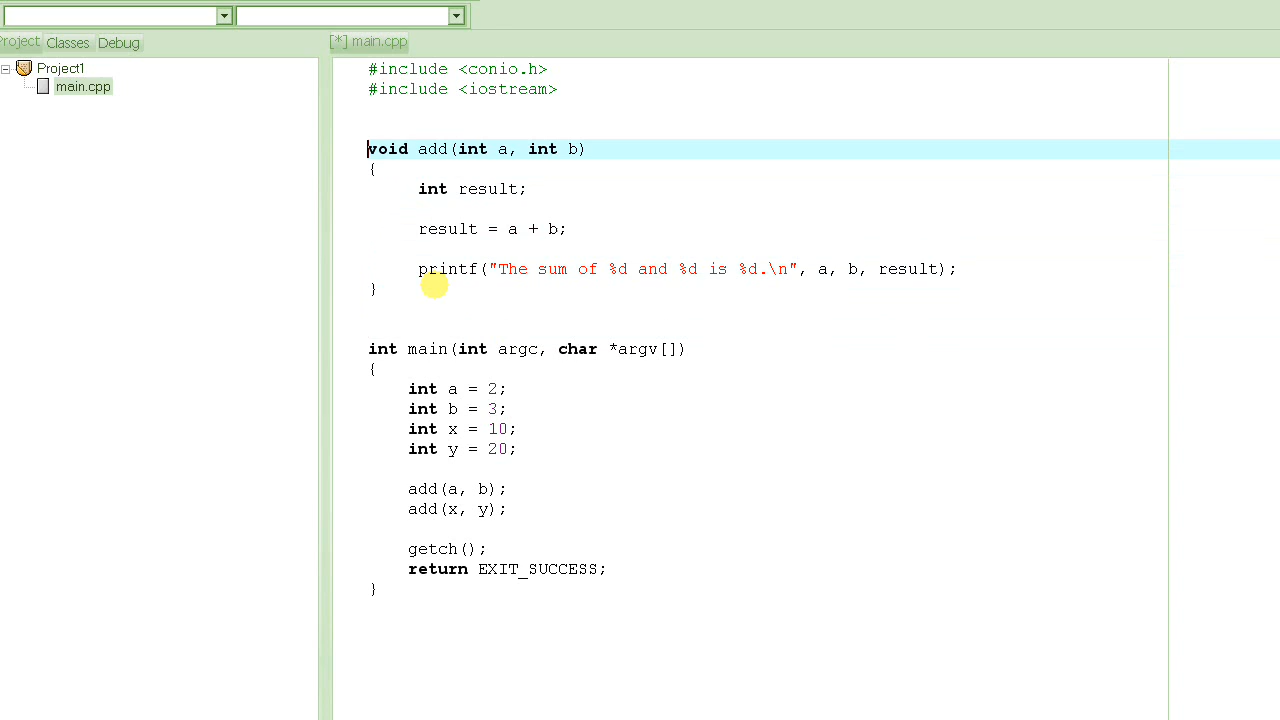 Project Classes Debug
[*] main.cpp
Project1
main.cpp
#include <conio.h>
#include <iostream>
void add(int a, int b)
{
int result;
result = a + b;
printf("The sum of %d and %d is %d.\n", a, b, result);
}
int main(int argc, char *argv[])
{
int a = 2;
int b = 3;
int x = 10;
int y = 20;
add(a, b);
add(x, y);
getch();
return EXIT_SUCCESS;
}